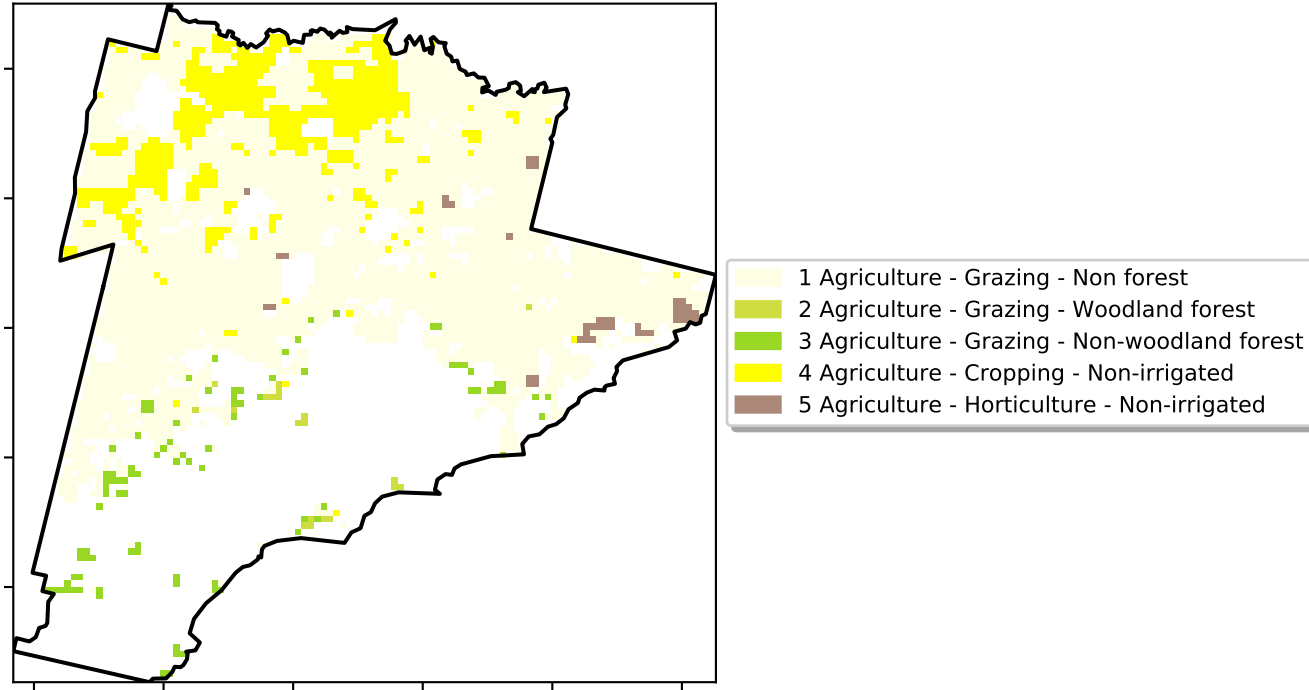 1 Agriculture - Grazing - Non forest
2 Agriculture - Grazing - Woodland forest
3 Agriculture - Grazing - Non-woodland forest
4 Agriculture - Cropping - Non-irrigated
5 Agriculture - Horticulture - Non-irrigated